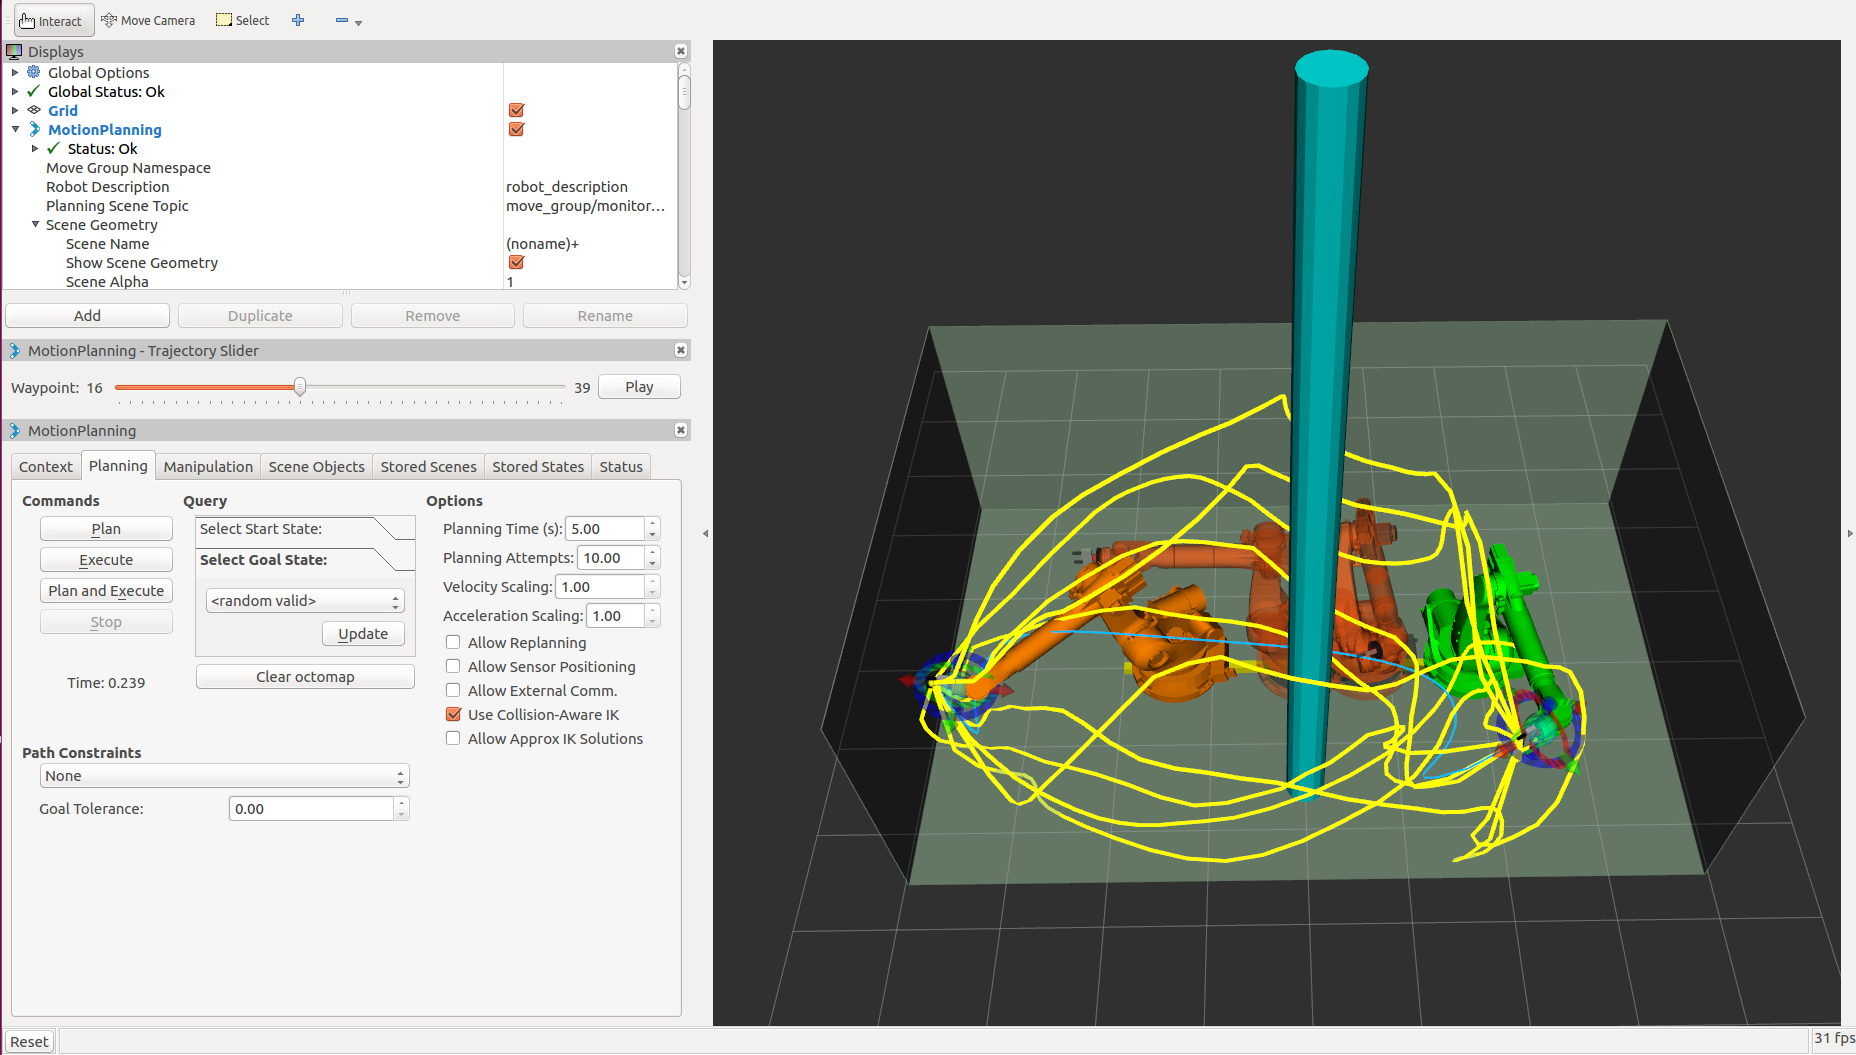 Interact Move Camera Select
Displays
Global Options
Global Status: Ok
Grid
MotionPlanning
Status: Ok
Move Group Namespace
Robot Description robot_description
Planning Scene Topic move_group/monitor...
Scene Geometry
Scene Name (noname)+
Show Scene Geometry
Scene Alpha 1
Add Duplicate Remove Rename
MotionPlanning - Trajectory Slider
Waypoint: 16 39 Play
MotionPlanning
Context Planning Manipulation Scene Objects Stored Scenes Stored States Status
Commands Query Options
Plan Select Start State: Planning Time (s): 5.00
Execute Select Goal State: Planning Attempts: 10.00
Plan and Execute <random valid> Velocity Scaling: 1.00
Stop Update Acceleration Scaling: 1.00
Allow Replanning
Allow Sensor Positioning
Time: 0.239 Clear octomap Allow External Comm.
Use Collision-Aware IK
Allow Approx IK Solutions
Path Constraints
None
Goal Tolerance: 0.00
Reset 31 fps